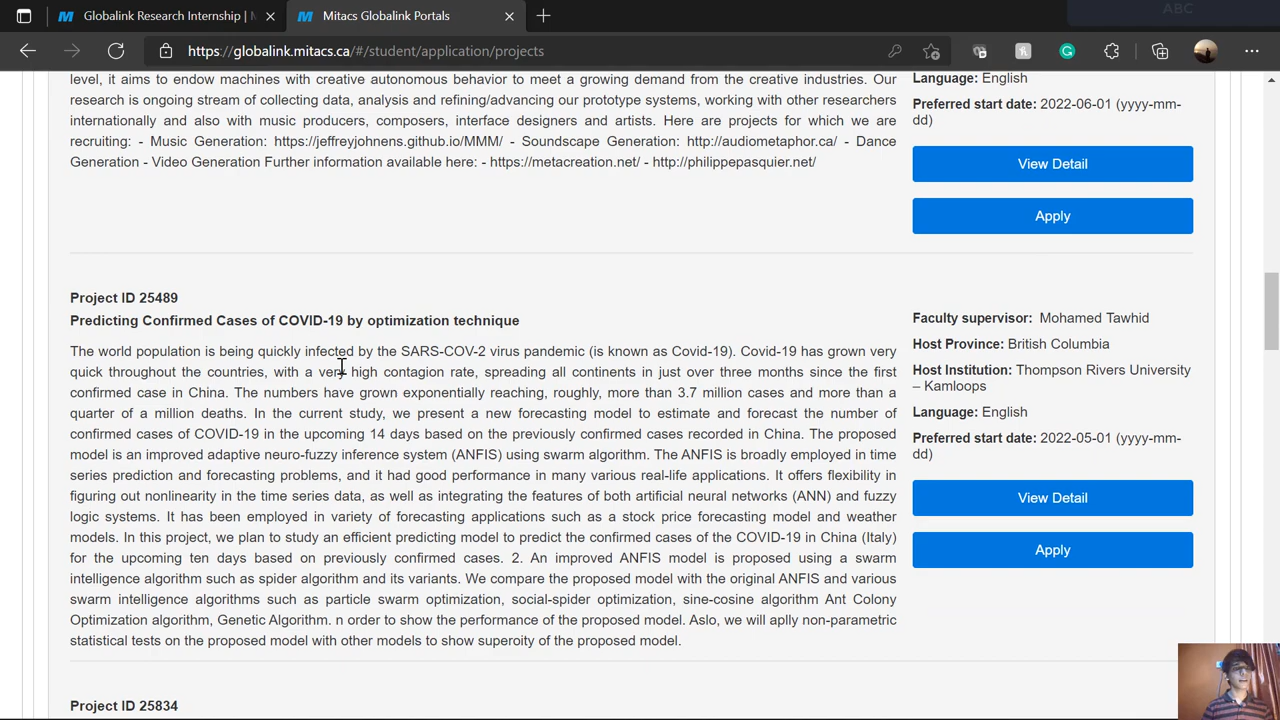 Globalink Research Internship | M
Mitacs Globalink Portals
ABC
https://globalink.mitacs.ca/#/student/application/projects
level, it aims to endow machines with creative autonomous behavior to meet a growing demand from the creative industries. Our
research is ongoing stream of collecting data, analysis and refining/advancing our prototype systems, working with other researchers
internationally and also with music producers, composers, interface designers and artists. Here are projects for which we are
recruiting: - Music Generation: https://jeffreyjohnens.github.io/MMM/ - Soundscape Generation: http://audiometaphor.ca/ - Dance
Generation - Video Generation Further information available here: - https://metacreation.net/ - http://philippepasquier.net/
Language: English
Preferred start date: 2022-06-01 (yyyy-mm-
dd)
View Detail
Apply
Project ID 25489
Predicting Confirmed Cases of COVID-19 by optimization technique
The world population is being quickly infected by the SARS-COV-2 virus pandemic (is known as Covid-19). Covid-19 has grown very
quick throughout the countries, with a very high contagion rate, spreading all continents in just over three months since the first
confirmed case in China. The numbers have grown exponentially reaching, roughly, more than 3.7 million cases and more than a
quarter of a million deaths. In the current study, we present a new forecasting model to estimate and forecast the number of
confirmed cases of COVID-19 in the upcoming 14 days based on the previously confirmed cases recorded in China. The proposed
model is an improved adaptive neuro-fuzzy inference system (ANFIS) using swarm algorithm. The ANFIS is broadly employed in time
series prediction and forecasting problems, and it had good performance in many various real-life applications. It offers flexibility in
figuring out nonlinearity in the time series data, as well as integrating the features of both artificial neural networks (ANN) and fuzzy
logic systems. It has been employed in variety of forecasting applications such as a stock price forecasting model and weather
models. In this project, we plan to study an efficient predicting model to predict the confirmed cases of the COVID-19 in China (Italy)
for the upcoming ten days based on previously confirmed cases. 2. An improved ANFIS model is proposed using a swarm
intelligence algorithm such as spider algorithm and its variants. We compare the proposed model with the original ANFIS and various
swarm intelligence algorithms such as particle swarm optimization, social-spider optimization, sine-cosine algorithm Ant Colony
Optimization algorithm, Genetic Algorithm. n order to show the performance of the proposed model. Aslo, we will aplly non-parametric
statistical tests on the proposed model with other models to show superoity of the proposed model.
Faculty supervisor: Mohamed Tawhid
Host Province: British Columbia
Host Institution: Thompson Rivers University
– Kamloops
Language: English
Preferred start date: 2022-05-01 (yyyy-mm-
dd)
View Detail
Apply
Project ID 25834